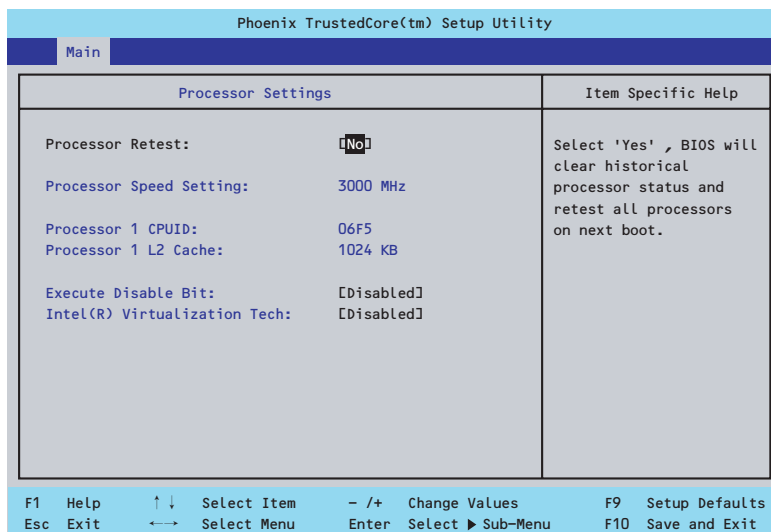 Phoenix TrustedCore(tm) Setup Utility
Main
Processor Settings
Item Specific Help
Processor Retest: [No]
Processor Speed Setting: 3000 MHz
Processor 1 CPUID: 06F5
Processor 1 L2 Cache: 1024 KB
Execute Disable Bit: [Disabled]
Intel(R) Virtualization Tech: [Disabled]
Select 'Yes' , BIOS will
clear historical
processor status and
retest all processors
on next boot.
F1 Help ↑↓ Select Item - /+ Change Values F9 Setup Defaults
Esc Exit ←→ Select Menu Enter Select ▶ Sub-Menu F10 Save and Exit